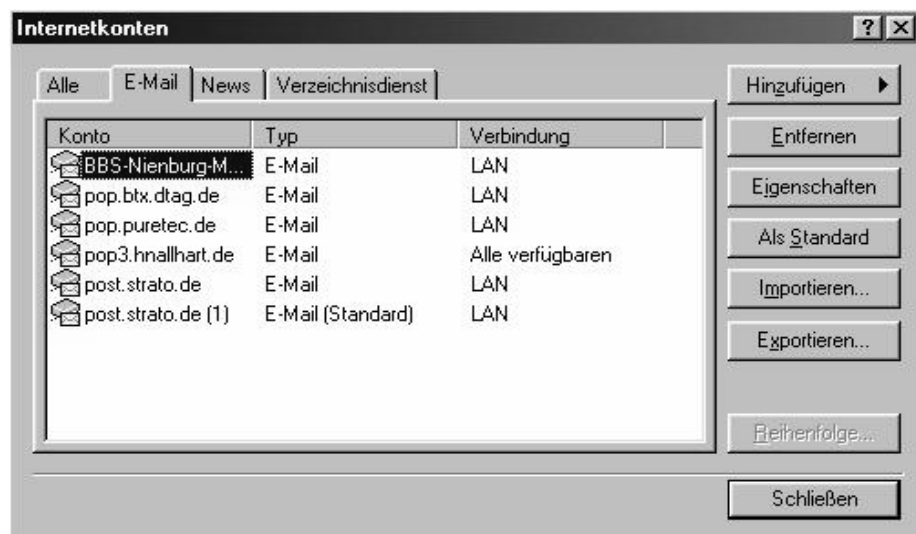 Internetkonten
Alle E-Mail News Verzeichnisdienst
Konto Typ Verbindung
BBS-Nienburg-M... E-Mail LAN
pop.btx.dtag.de E-Mail LAN
pop.puretec.de E-Mail LAN
pop3.hnallhart.de E-Mail Alle verfügbaren
post.strato.de E-Mail LAN
post.strato.de (1) E-Mail (Standard) LAN
Hinzufügen
Entfernen
Eigenschaften
Als Standard
Importieren...
Exportieren...
Reihenfolge...
Schließen